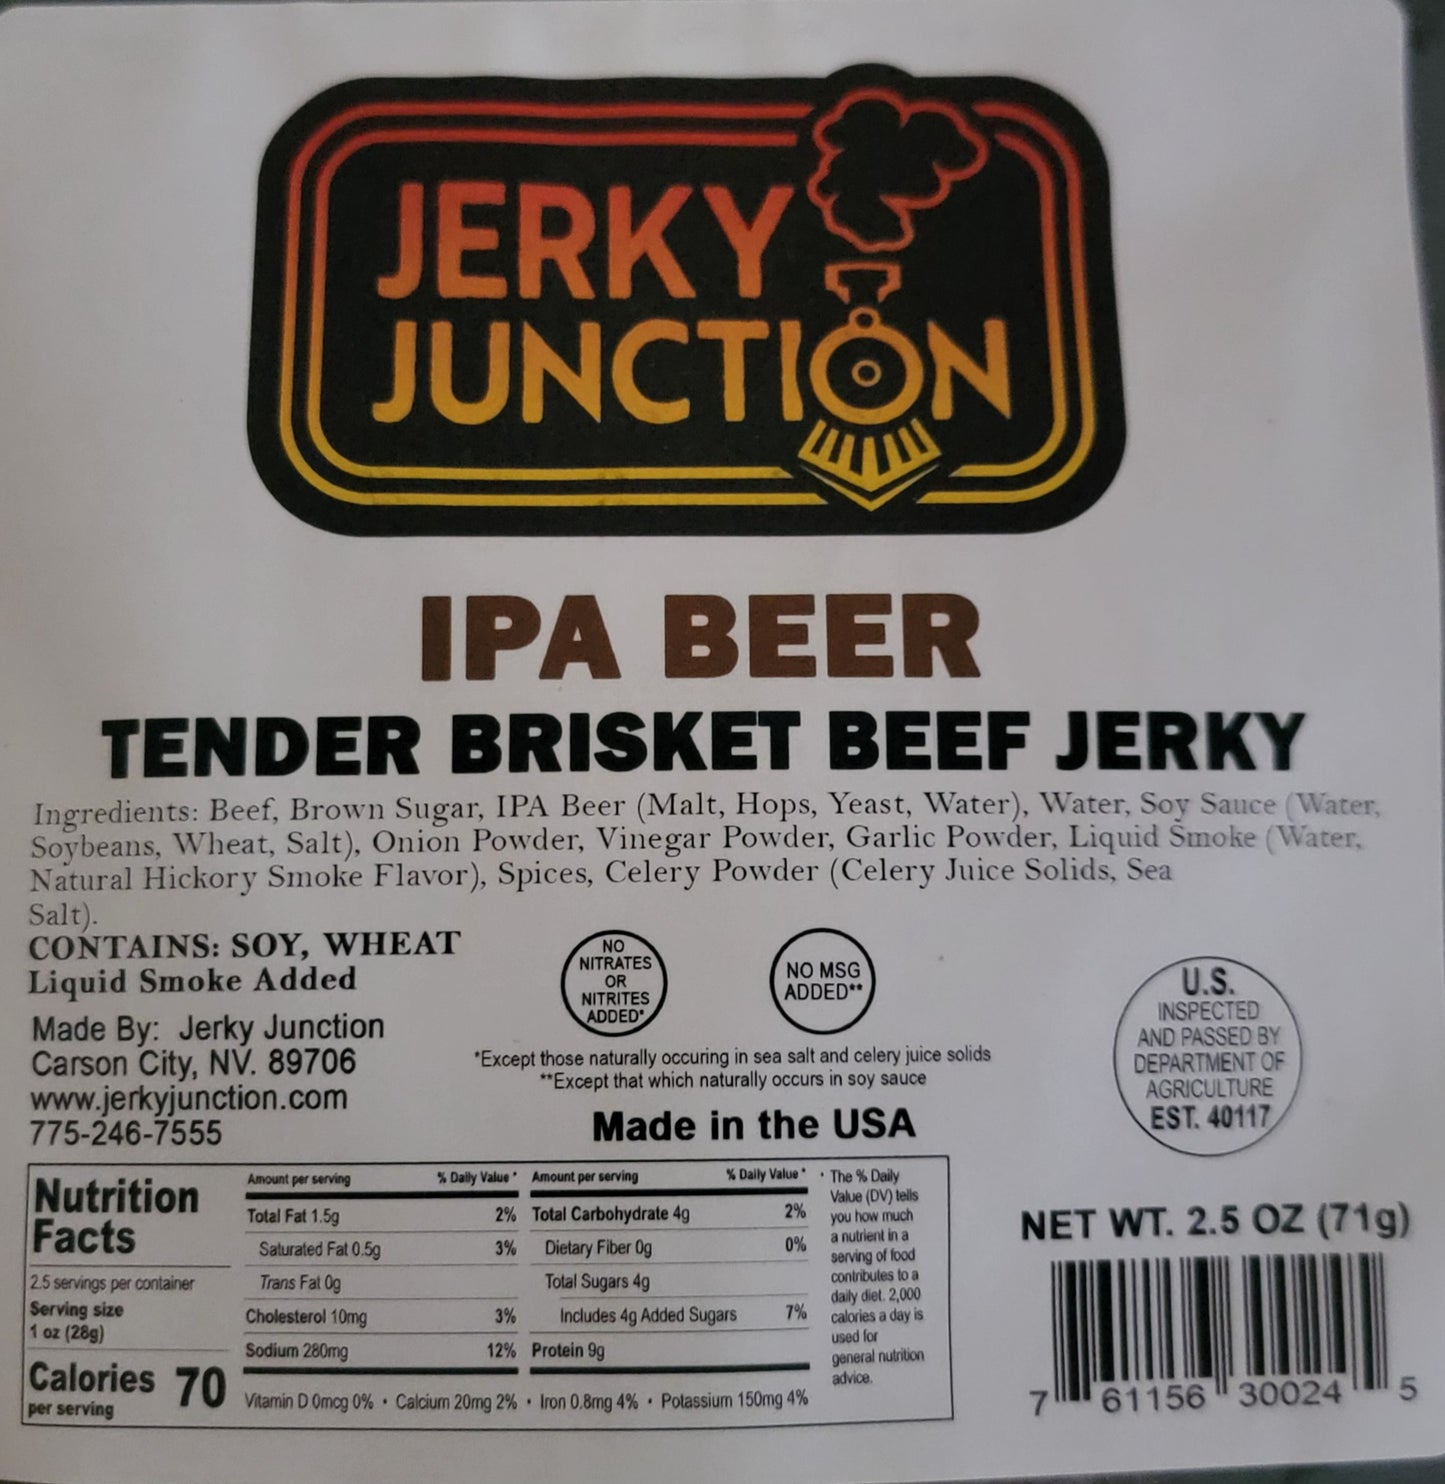 JERKY
JUNCTION
IPA BEER
TENDER BRISKET BEEF JERKY
Ingredients: Beef, Brown Sugar, IPA Beer (Malt, Hops, Yeast, Water), Water, Soy Sauce (Water,
Soybeans, Wheat, Salt), Onion Powder, Vinegar Powder, Garlic Powder, Liquid Smoke (Water,
Natural Hickory Smoke Flavor), Spices, Celery Powder (Celery Juice Solids, Sea
Salt).
CONTAINS: SOY, WHEAT
Liquid Smoke Added
Made By: Jerky Junction
Carson City, NV. 89706
www.jerkyjunction.com
775-246-7555
NO
NITRATES
OR
NITRITES
ADDED*
NO MSG
ADDED**
*Except those naturally occuring in sea salt and celery juice solids
**Except that which naturally occurs in soy sauce
Made in the USA
U.S.
INSPECTED
AND PASSED BY
DEPARTMENT OF
AGRICULTURE
EST. 40117
Nutrition
Facts
2.5 servings per container
Serving size
1 oz (28g)
Calories 70
per serving
Amount per serving % Daily Value*
Total Fat 1.5g 2%
Saturated Fat 0.5g 3%
Trans Fat 0g
Cholesterol 10mg 3%
Sodium 280mg 12%
Amount per serving % Daily Value*
Total Carbohydrate 4g 2%
Dietary Fiber 0g 0%
Total Sugars 4g
Includes 4g Added Sugars 7%
Protein 9g
Vitamin D 0mcg 0% • Calcium 20mg 2% • Iron 0.8mg 4% • Potassium 150mg 4%
* The % Daily
Value (DV) tells
you how much
a nutrient in a
serving of food
contributes to a
daily diet. 2,000
calories a day is
used for
general nutrition
advice.
NET WT. 2.5 OZ (71g)
7 61156 30024 5